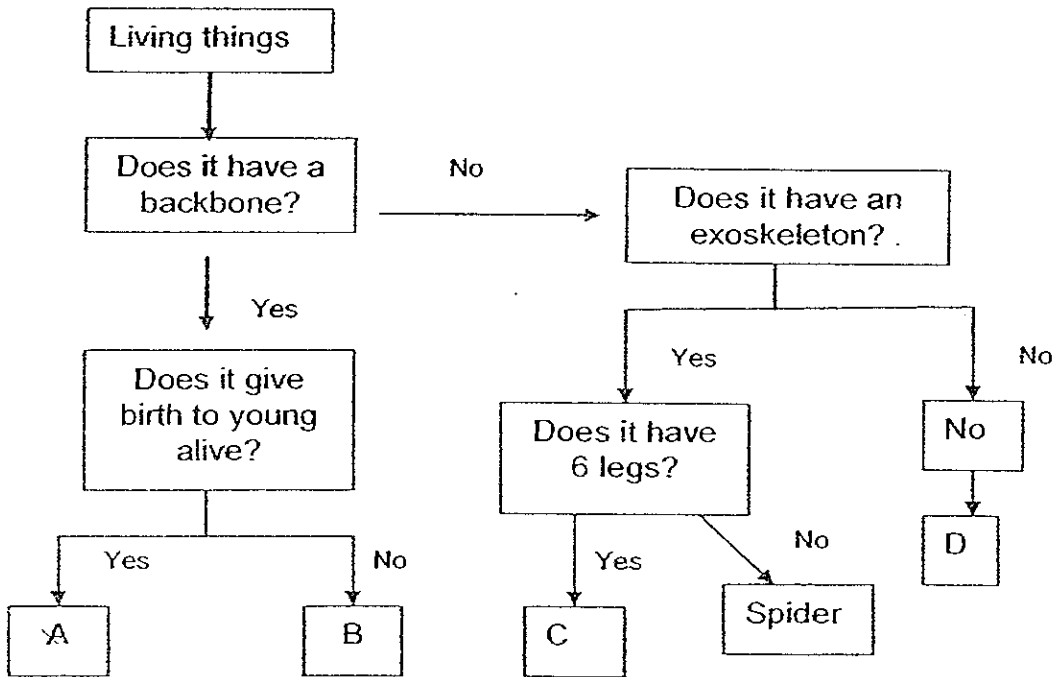 Living things
Does it have a
backbone?
No
Does it have an
exoskeleton? .
Yes
Does it give
birth to young
alive?
Yes
No
Does it have
6 legs?
No
Yes
No
A
B
Yes
No
C
Spider
D